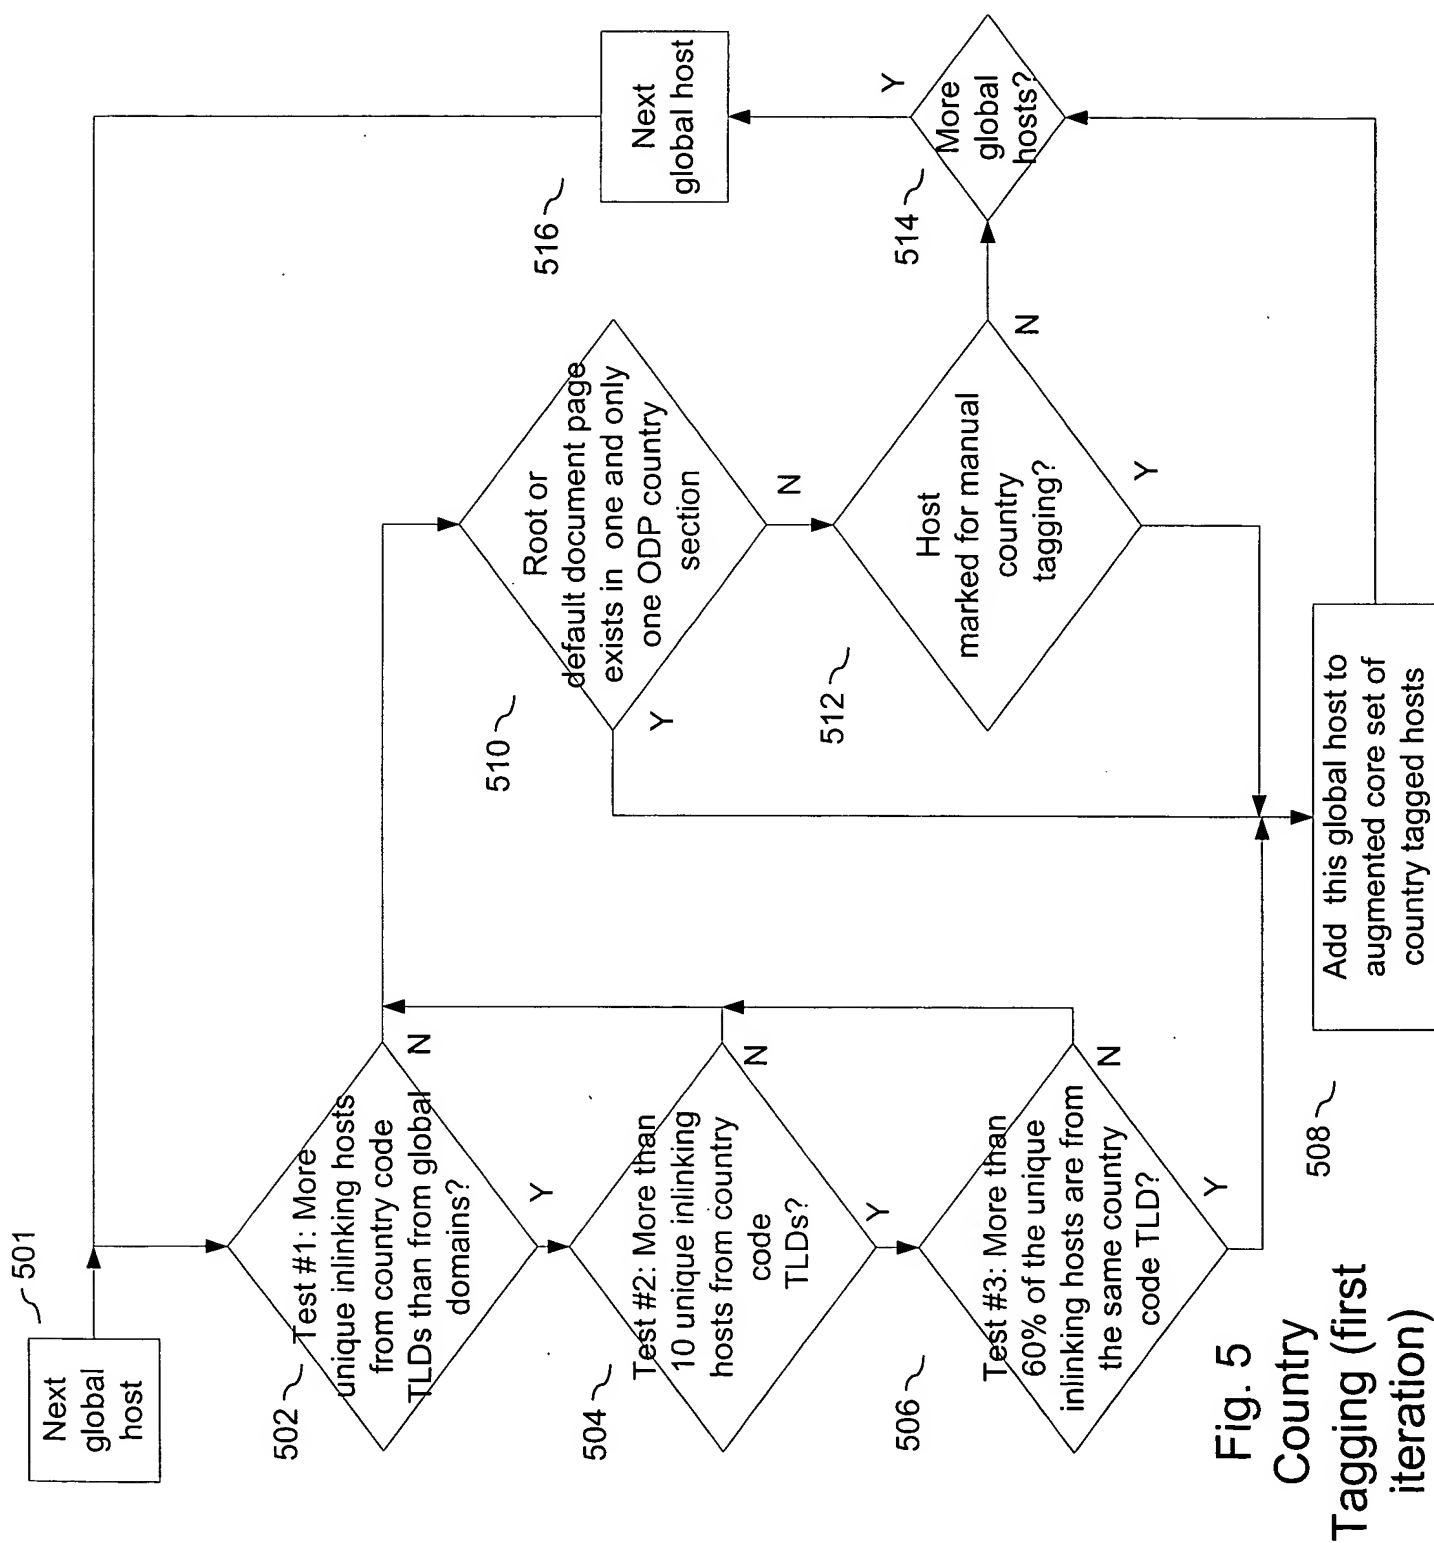 501
Next
global
host
502
Test #1: More
unique inlinking hosts
from country code
TLDs than from global
domains?
N
Y
504
Test #2: More than
10 unique inlinking
hosts from country
code
TLDs?
N
Y
506
Test #3: More than
60% of the unique
inlinking hosts are from
the same country
code TLD?
N
Y
508
Add this global host to
augmented core set of
country tagged hosts
510
Root or
default document page
exists in one and only
one ODP country
section
Y
N
512
Host
marked for manual
country
tagging?
N
Y
514
More
global
hosts?
Y
516
Next
global host
Fig. 5
Country
Tagging (first
iteration)